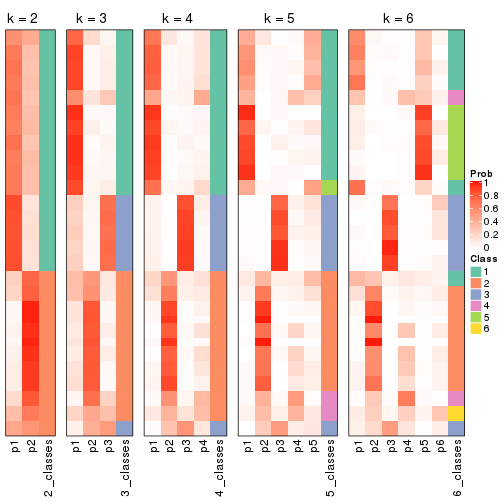 k = 2
k = 3
k = 4
k = 5
k = 6
p1
p2
2_classes
p1
p2
p3
3_classes
p1
p2
p3
p4
4_classes
p1
p2
p3
p4
p5
5_classes
p1
p2
p3
p4
p5
p6
6_classes
Prob
1
0.8
0.6
0.4
0.2
0
Class
1
2
3
4
5
6